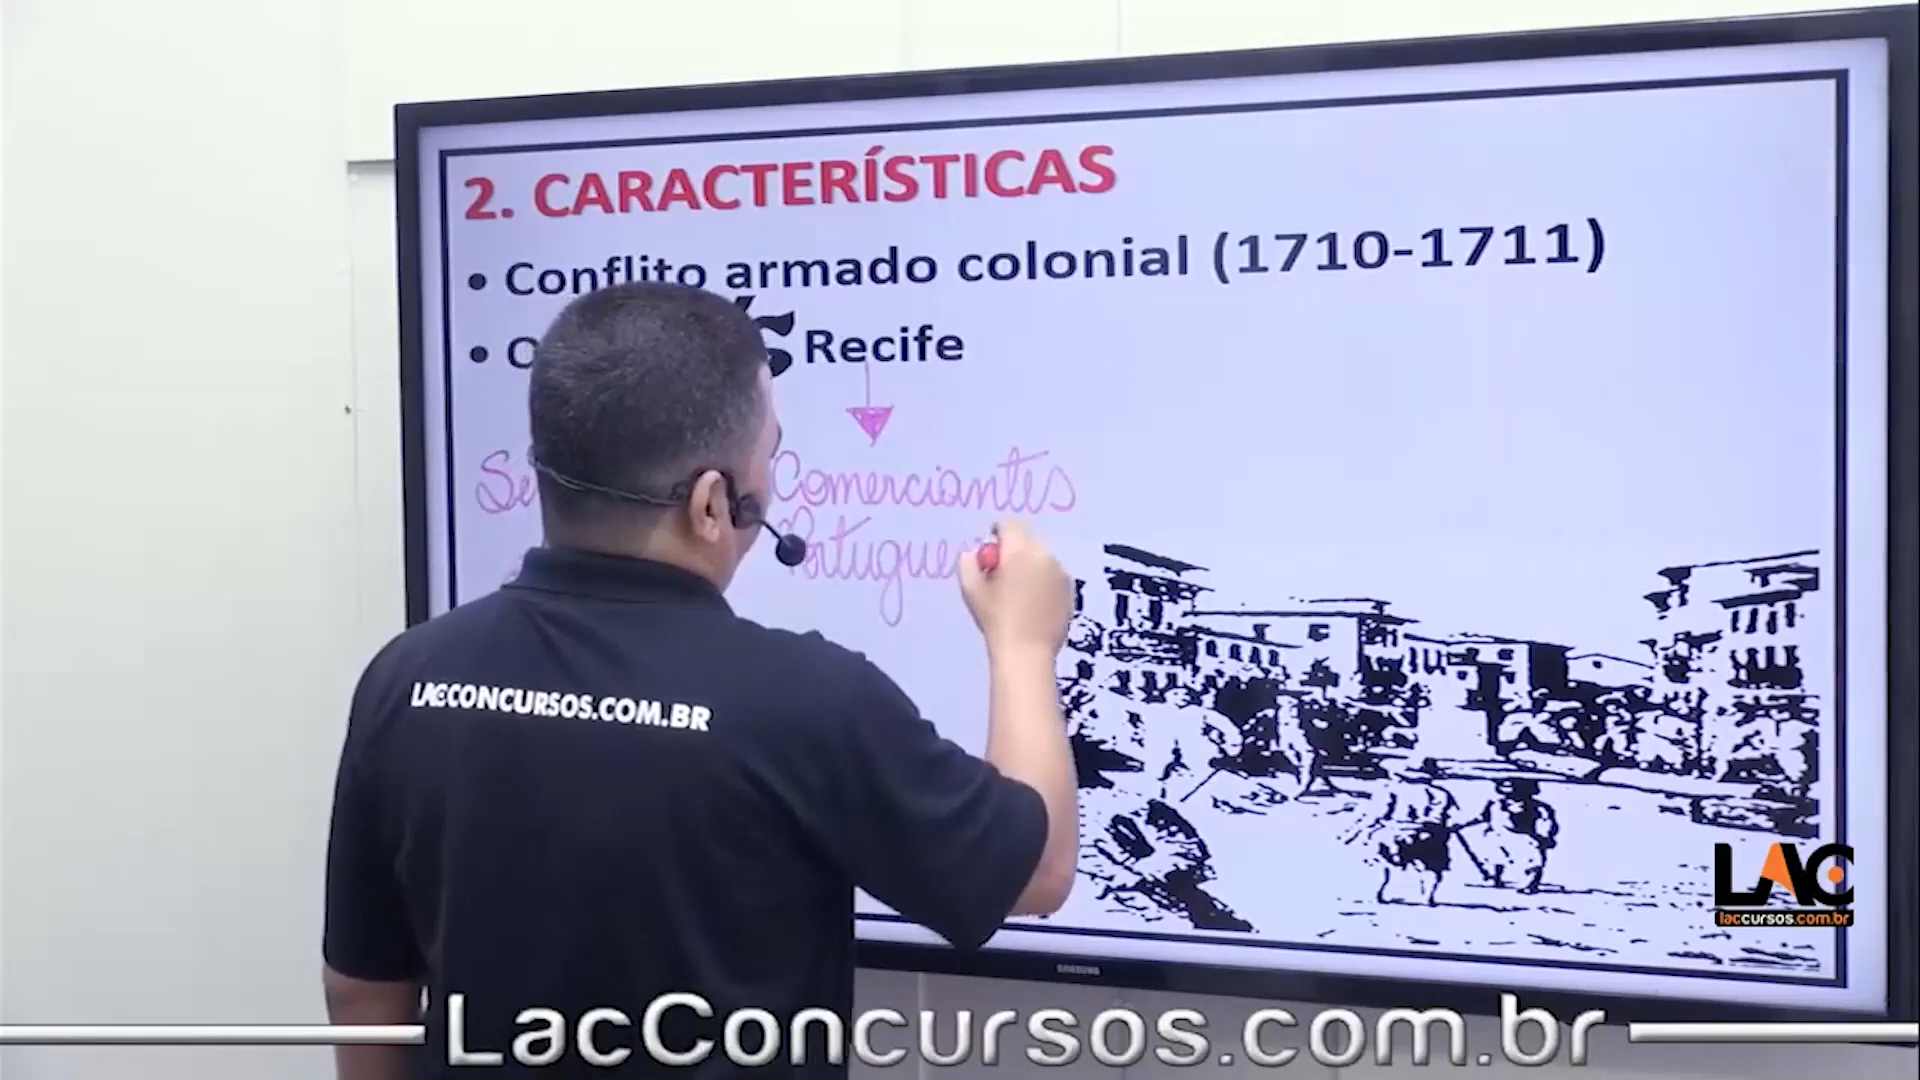 2. CARACTERÍSTICAS
• Conflito armado colonial (1710-1711)
• Recife
Comerciantes
LACCONCURSOS.COM.BR
LAC
laccursos.com.br
SAMSUNG
LacConcursos.com.br